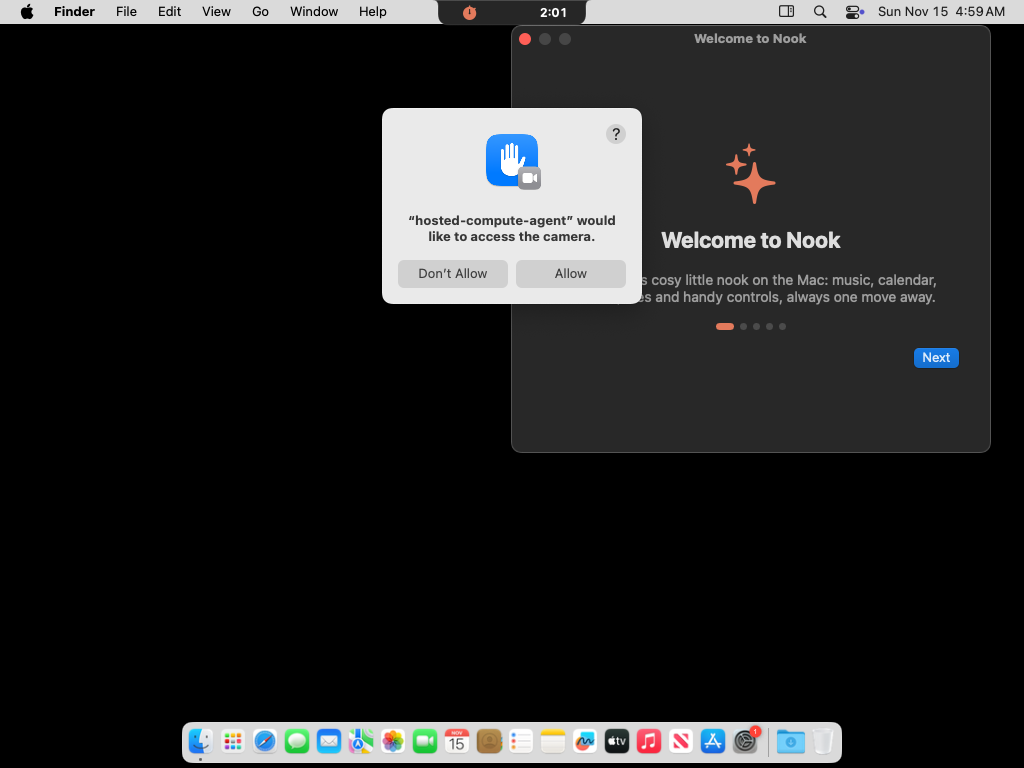 Finder File Edit View Go Window Help 2:01 Sun Nov 15 4:59 AM
Welcome to Nook
?
“hosted-compute-agent” would
like to access the camera.
Don’t Allow Allow
Welcome to Nook
cosy little nook on the Mac: music, calendar,
and handy controls, always one move away.
Next
NOV
15
tv
1